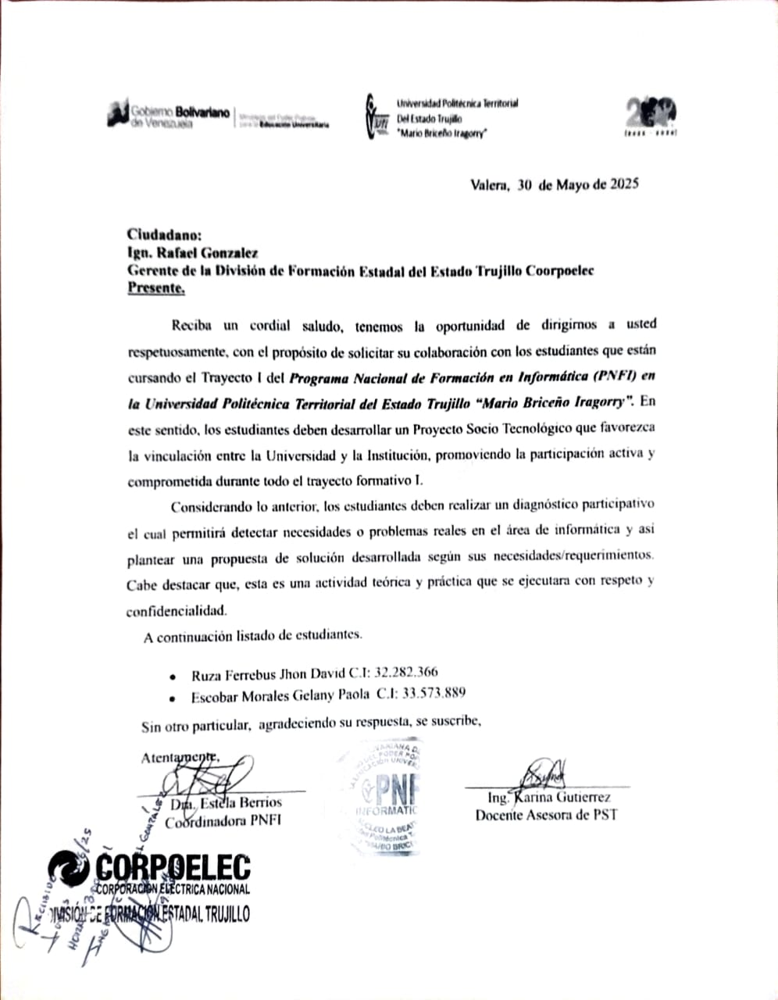 Gobierno Bolivariano
de Venezuela
Ministerio del Poder Popular
para la Educación Universitaria
Universidad Politécnica Territorial
Del Estado Trujillo
"Mario Briceño Iragorry"
Valera, 30 de Mayo de 2025
Ciudadano:
Ign. Rafael Gonzalez
Gerente de la División de Formación Estadal del Estado Trujillo Coorpoelec
Presente.
Reciba un cordial saludo, tenemos la oportunidad de dirigirnos a usted
respetuosamente, con el propósito de solicitar su colaboración con los estudiantes que están
cursando el Trayecto I del Programa Nacional de Formación en Informática (PNFI) en
la Universidad Politécnica Territorial del Estado Trujillo “Mario Briceño Iragorry”. En
este sentido, los estudiantes deben desarrollar un Proyecto Socio Tecnológico que favorezca
la vinculación entre la Universidad y la Institución, promoviendo la participación activa y
comprometida durante todo el trayecto formativo I.
Considerando lo anterior, los estudiantes deben realizar un diagnóstico participativo
el cual permitirá detectar necesidades o problemas reales en el área de informática y así
plantear una propuesta de solución desarrollada según sus necesidades/requerimientos.
Cabe destacar que, esta es una actividad teórica y práctica que se ejecutara con respeto y
confidencialidad.
A continuación listado de estudiantes.
• Ruza Ferrebus Jhon David C.I: 32.282.366
• Escobar Morales Gelany Paola C.I: 33.573.889
Sin otro particular, agradeciendo su respuesta, se suscribe,
Atentamente,
Dra. Estela Berrios
Coordinadora PNFI
PNF
INFORMATIC
Ing. Karina Gutierrez
Docente Asesora de PST
CORPOELEC
CORPORACIÓN ELÉCTRICA NACIONAL
DIVISIÓN DE FORMACIÓN ESTADAL TRUJILLO
RECIBIDO
HORA
GONZÁLEZ